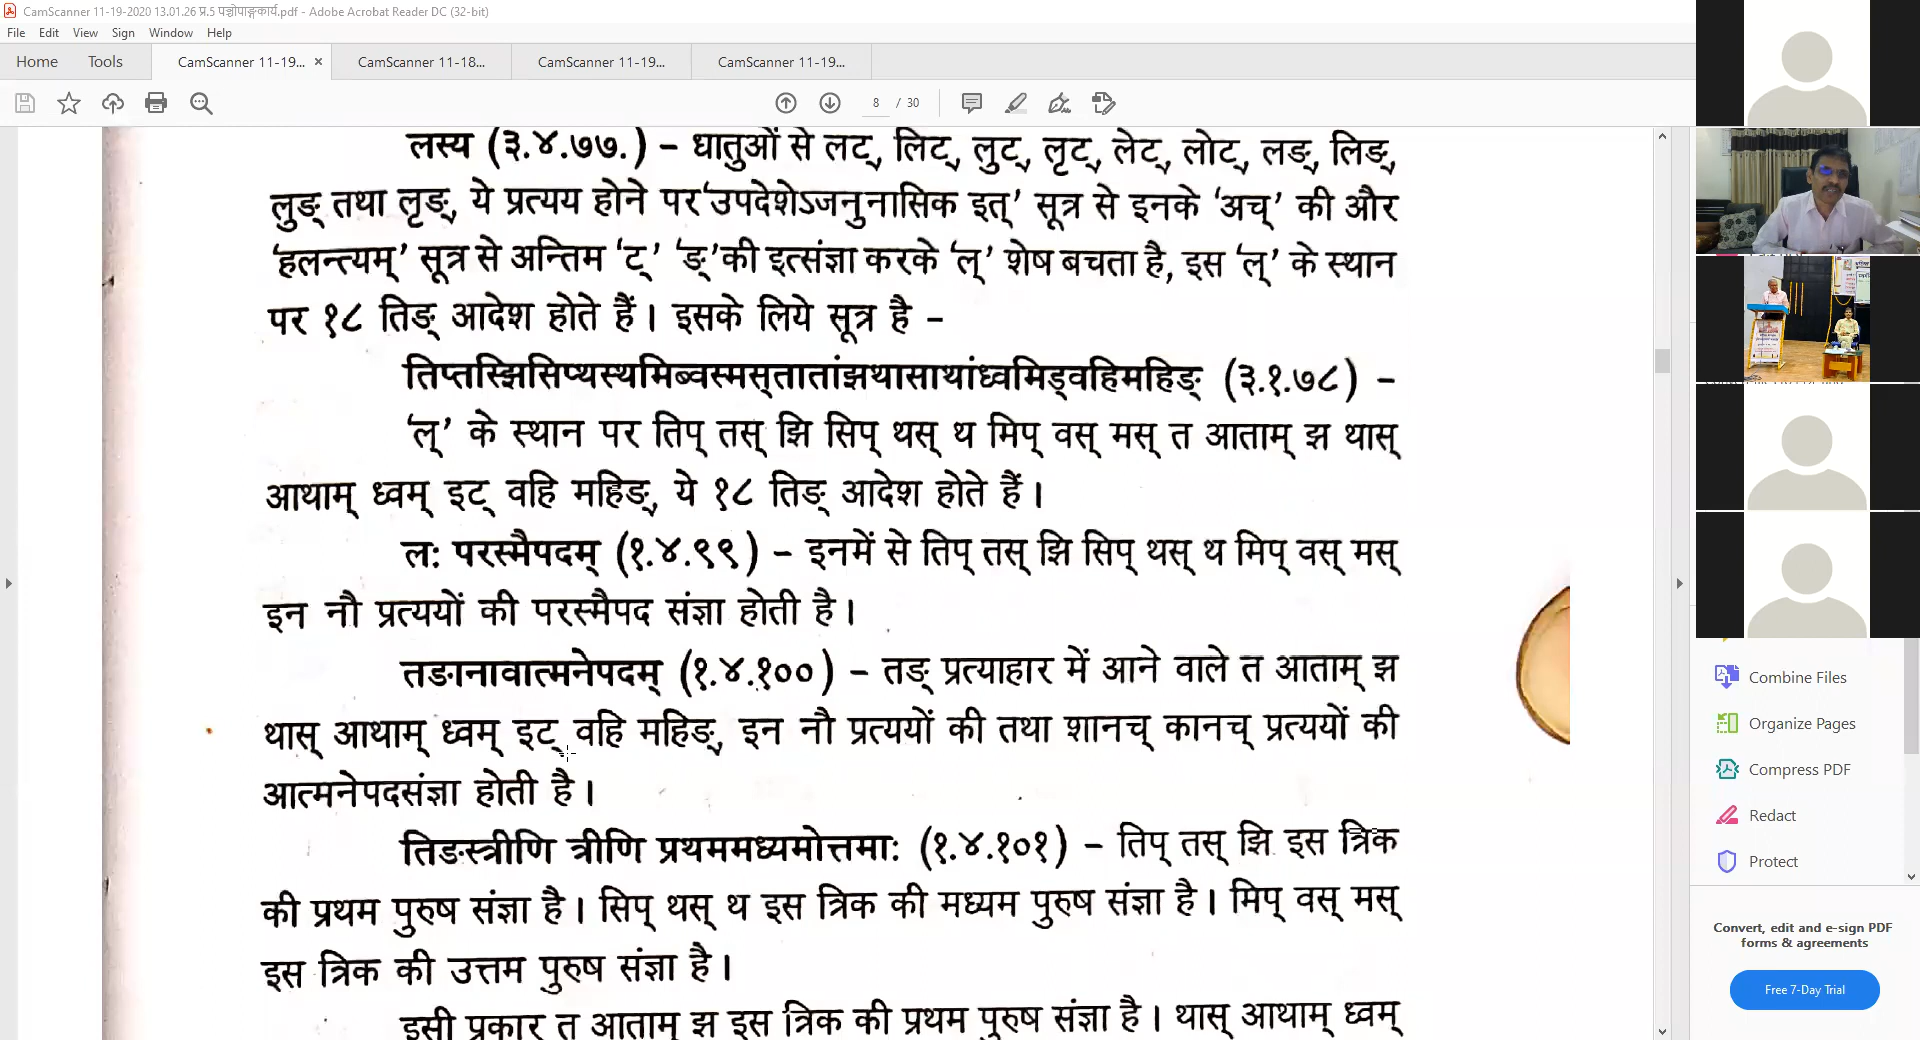 CamScanner 11-19-2020 13.01.26 प्र.5 पञ्चोपाङ्गकार्य.pdf - Adobe Acrobat Reader DC (32-bit)
File Edit View Sign Window Help
Home Tools CamScanner 11-19... × CamScanner 11-18... CamScanner 11-19... CamScanner 11-19...
8 / 30
लस्य (३.४.७७.) – धातुओं से लट्, लिट्, लुट्, लृट्, लेट्, लोट्, लङ्, लिङ्,
लुङ् तथा लृङ्, ये प्रत्यय होने पर ‘उपदेशेऽजनुनासिक इत्’ सूत्र से इनके ‘अच्’ की और
‘हलन्त्यम्’ सूत्र से अन्तिम ‘ट्’ ‘ङ्’ की इत्संज्ञा करके ‘ल्’ शेष बचता है, इस ‘ल्’ के स्थान
पर १८ तिङ् आदेश होते हैं। इसके लिये सूत्र है –
तिप्तस्झिसिप्थस्थमिब्वस्मस्तातांझथासाथांध्वमिड्वहिमहिङ् (३.१.७८) –
‘ल्’ के स्थान पर तिप् तस् झि सिप् थस् थ मिप् वस् मस् त आताम् झ थास्
आथाम् ध्वम् इट् वहि महिङ्, ये १८ तिङ् आदेश होते हैं।
लः परस्मैपदम् (१.४.९९) – इनमें से तिप् तस् झि सिप् थस् थ मिप् वस् मस्
इन नौ प्रत्ययों की परस्मैपद संज्ञा होती है।
तङानावात्मनेपदम् (१.४.१००) – तङ् प्रत्याहार में आने वाले त आताम् झ
थास् आथाम् ध्वम् इट् वहि महिङ्, इन नौ प्रत्ययों की तथा शानच् कानच् प्रत्ययों की
आत्मनेपदसंज्ञा होती है।
तिङस्त्रीणि त्रीणि प्रथममध्यमोत्तमाः (१.४.१०१) – तिप् तस् झि इस त्रिक
की प्रथम पुरुष संज्ञा है। सिप् थस् थ इस त्रिक की मध्यम पुरुष संज्ञा है। मिप् वस् मस्
इस त्रिक की उत्तम पुरुष संज्ञा है।
इसी प्रकार त आताम् झ इस त्रिक की प्रथम पुरुष संज्ञा है। थास् आथाम् ध्वम्
Combine Files
Organize Pages
Compress PDF
Redact
Protect
Convert, edit and e-sign PDF
forms & agreements
Free 7-Day Trial